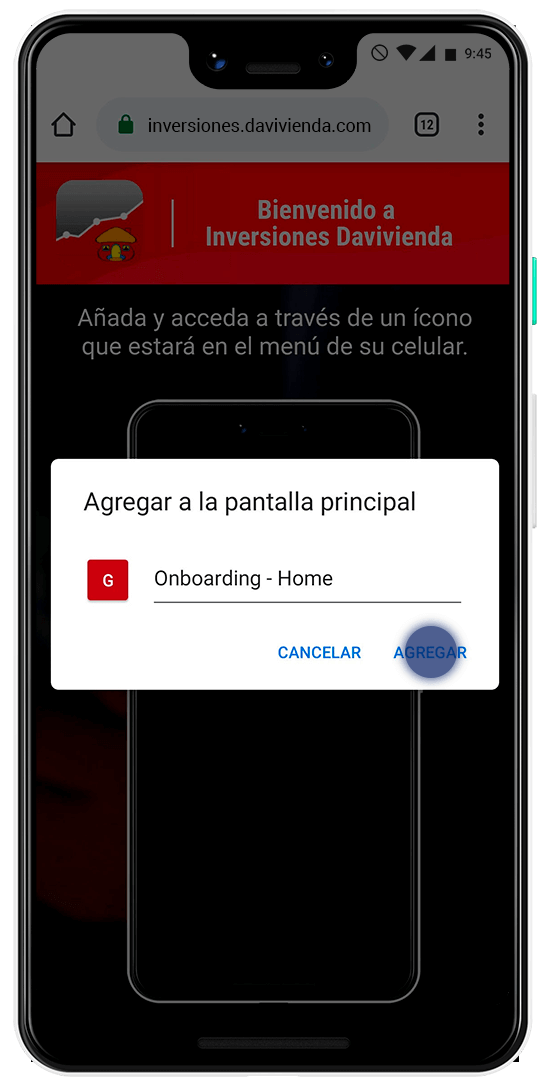 9:45
inversiones.davivienda.com
12
Bienvenido a
Inversiones Davivienda
Añada y acceda a través de un ícono
que estará en el menú de su celular.
Agregar a la pantalla principal
G
Onboarding - Home
CANCELAR
AGREGAR